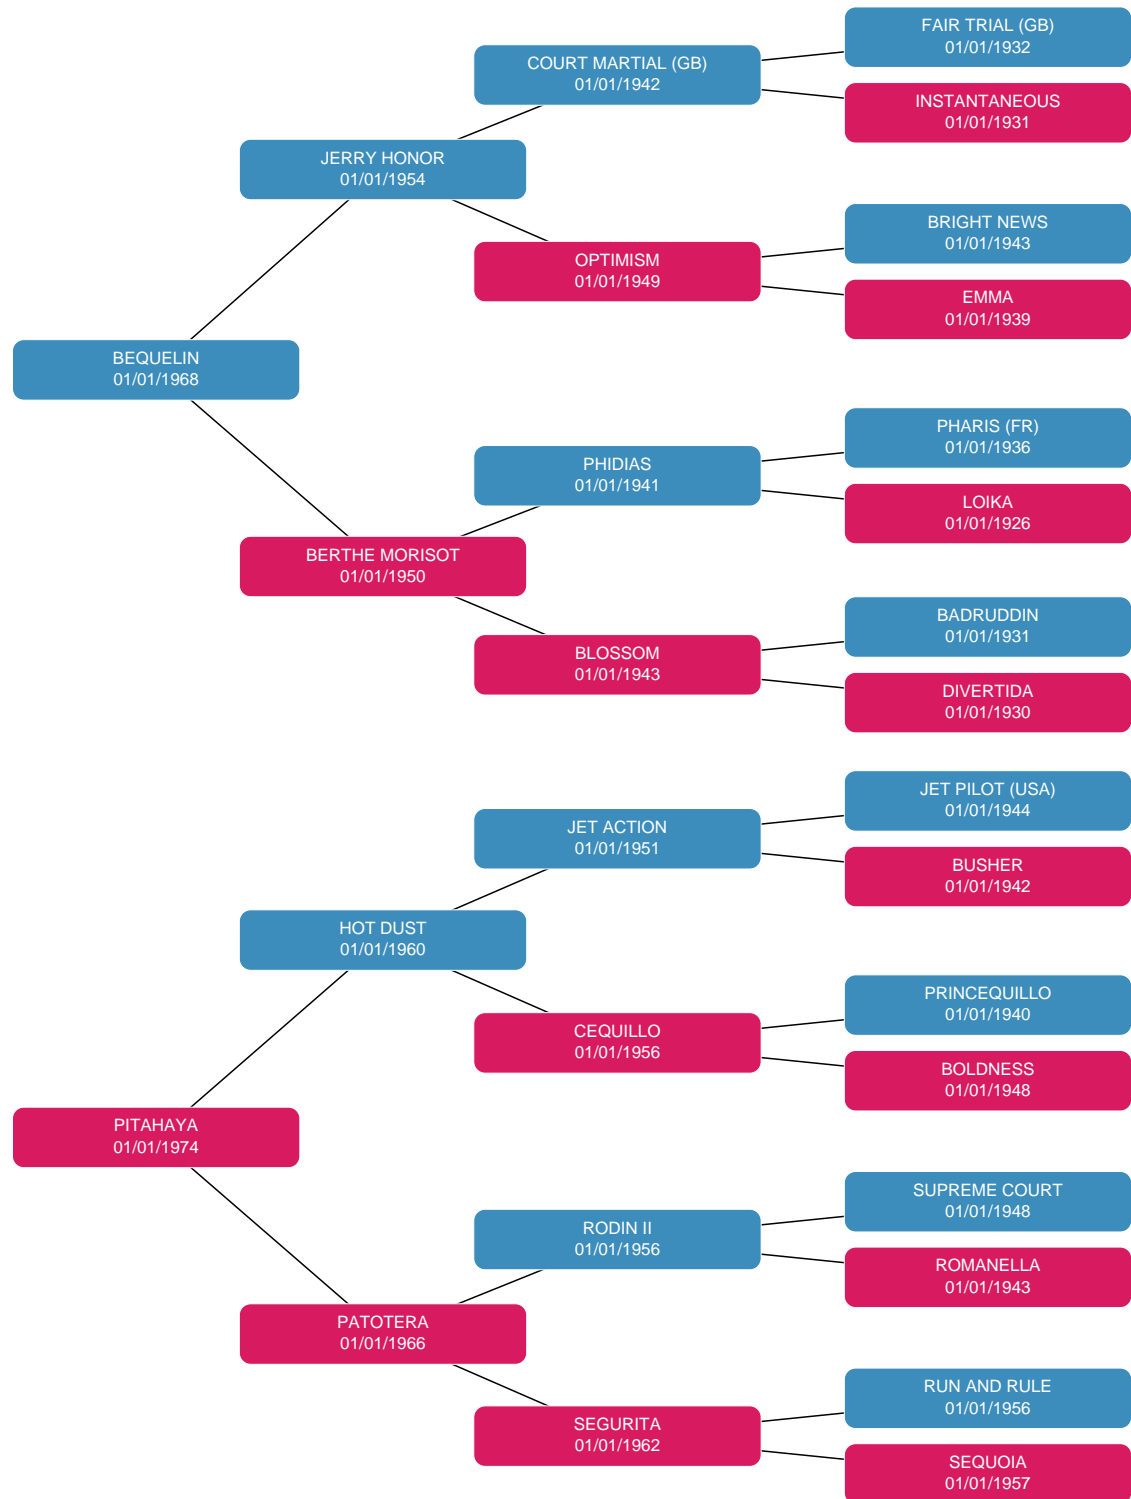 FAIR TRIAL (GB)
01/01/1932
COURT MARTIAL (GB)
01/01/1942
INSTANTANEOUS
01/01/1931
JERRY HONOR
01/01/1954
BRIGHT NEWS
01/01/1943
OPTIMISM
01/01/1949
EMMA
01/01/1939
BEQUELIN
01/01/1968
PHARIS (FR)
01/01/1936
PHIDIAS
01/01/1941
LOIKA
01/01/1926
BERTHE MORISOT
01/01/1950
BADRUDDIN
01/01/1931
BLOSSOM
01/01/1943
DIVERTIDA
01/01/1930
JET PILOT (USA)
01/01/1944
JET ACTION
01/01/1951
BUSHER
01/01/1942
HOT DUST
01/01/1960
PRINCEQUILLO
01/01/1940
CEQUILLO
01/01/1956
BOLDNESS
01/01/1948
PITAHAYA
01/01/1974
SUPREME COURT
01/01/1948
RODIN II
01/01/1956
ROMANELLA
01/01/1943
PATOTERA
01/01/1966
RUN AND RULE
01/01/1956
SEGURITA
01/01/1962
SEQUOIA
01/01/1957